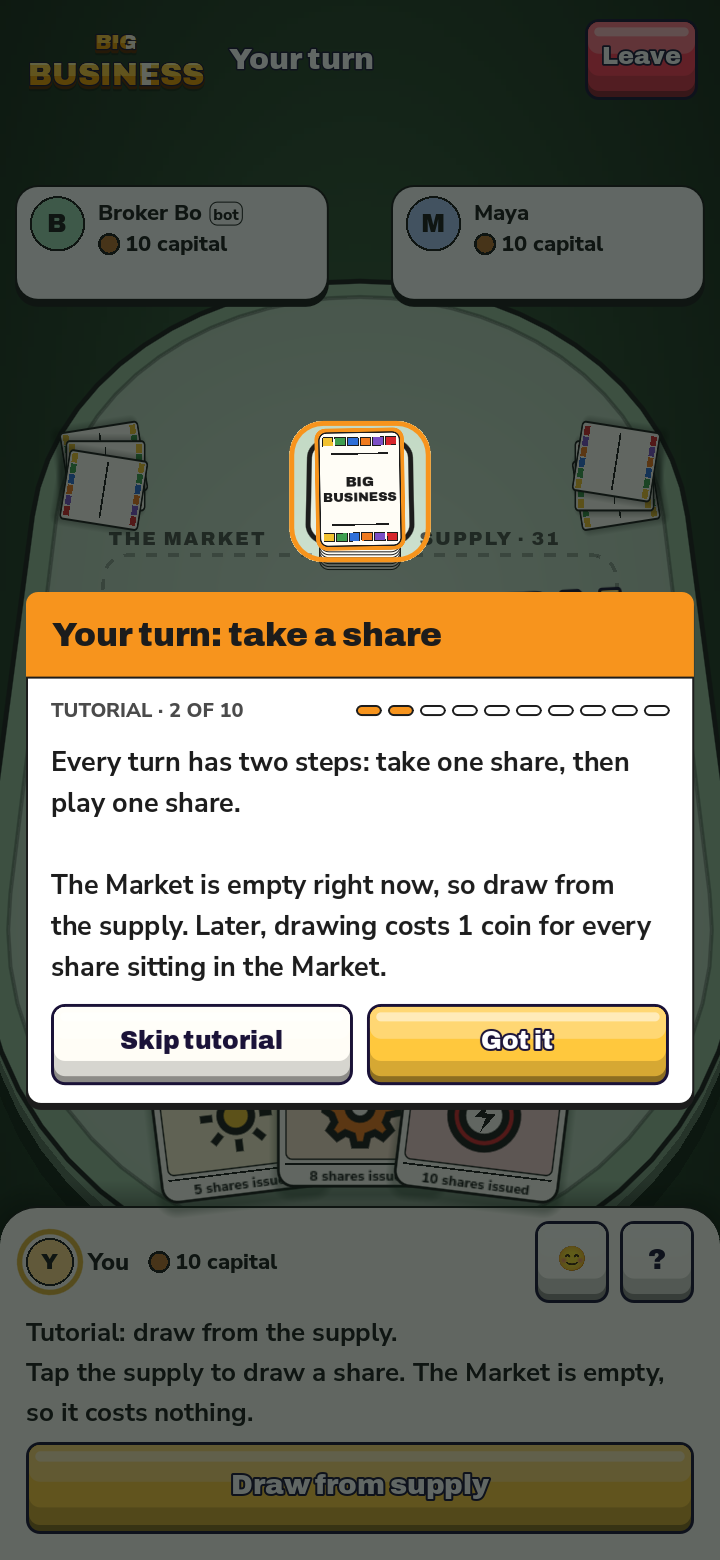 BIG
BUSINESS
Your turn
Leave
B
Broker Bo bot
10 capital
M
Maya
10 capital
BIG
BUSINESS
THE MARKET
SUPPLY · 31
Your turn: take a share
TUTORIAL · 2 OF 10
Every turn has two steps: take one share, then
play one share.
The Market is empty right now, so draw from
the supply. Later, drawing costs 1 coin for every
share sitting in the Market.
Skip tutorial
Got it
5 shares
8 shares
10 shares issued
Y
You
10 capital
?
Tutorial: draw from the supply.
Tap the supply to draw a share. The Market is empty,
so it costs nothing.
Draw from supply